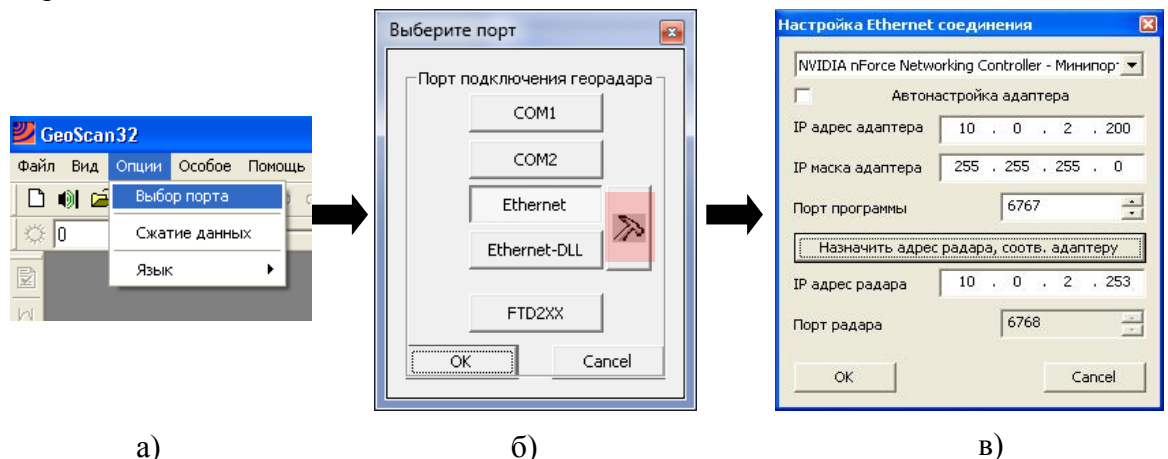 GeoScan32
Файл Вид Опции Особое Помощь
Выбор порта
0
Сжатие данных
Язык
а)
Выберите порт
Порт подключения георадара
COM1
COM2
Ethernet
Ethernet-DLL
FTD2XX
OK Cancel
б)
Настройка Ethernet соединения
NVIDIA nForce Networking Controller - Минипор
Автонастройка адаптера
IP адрес адаптера 10 . 0 . 2 . 200
IP маска адаптера 255 . 255 . 255 . 0
Порт программы 6767
Назначить адрес радара, соотв. адаптеру
IP адрес радара 10 . 0 . 2 . 253
Порт радара 6768
OK Cancel
в)